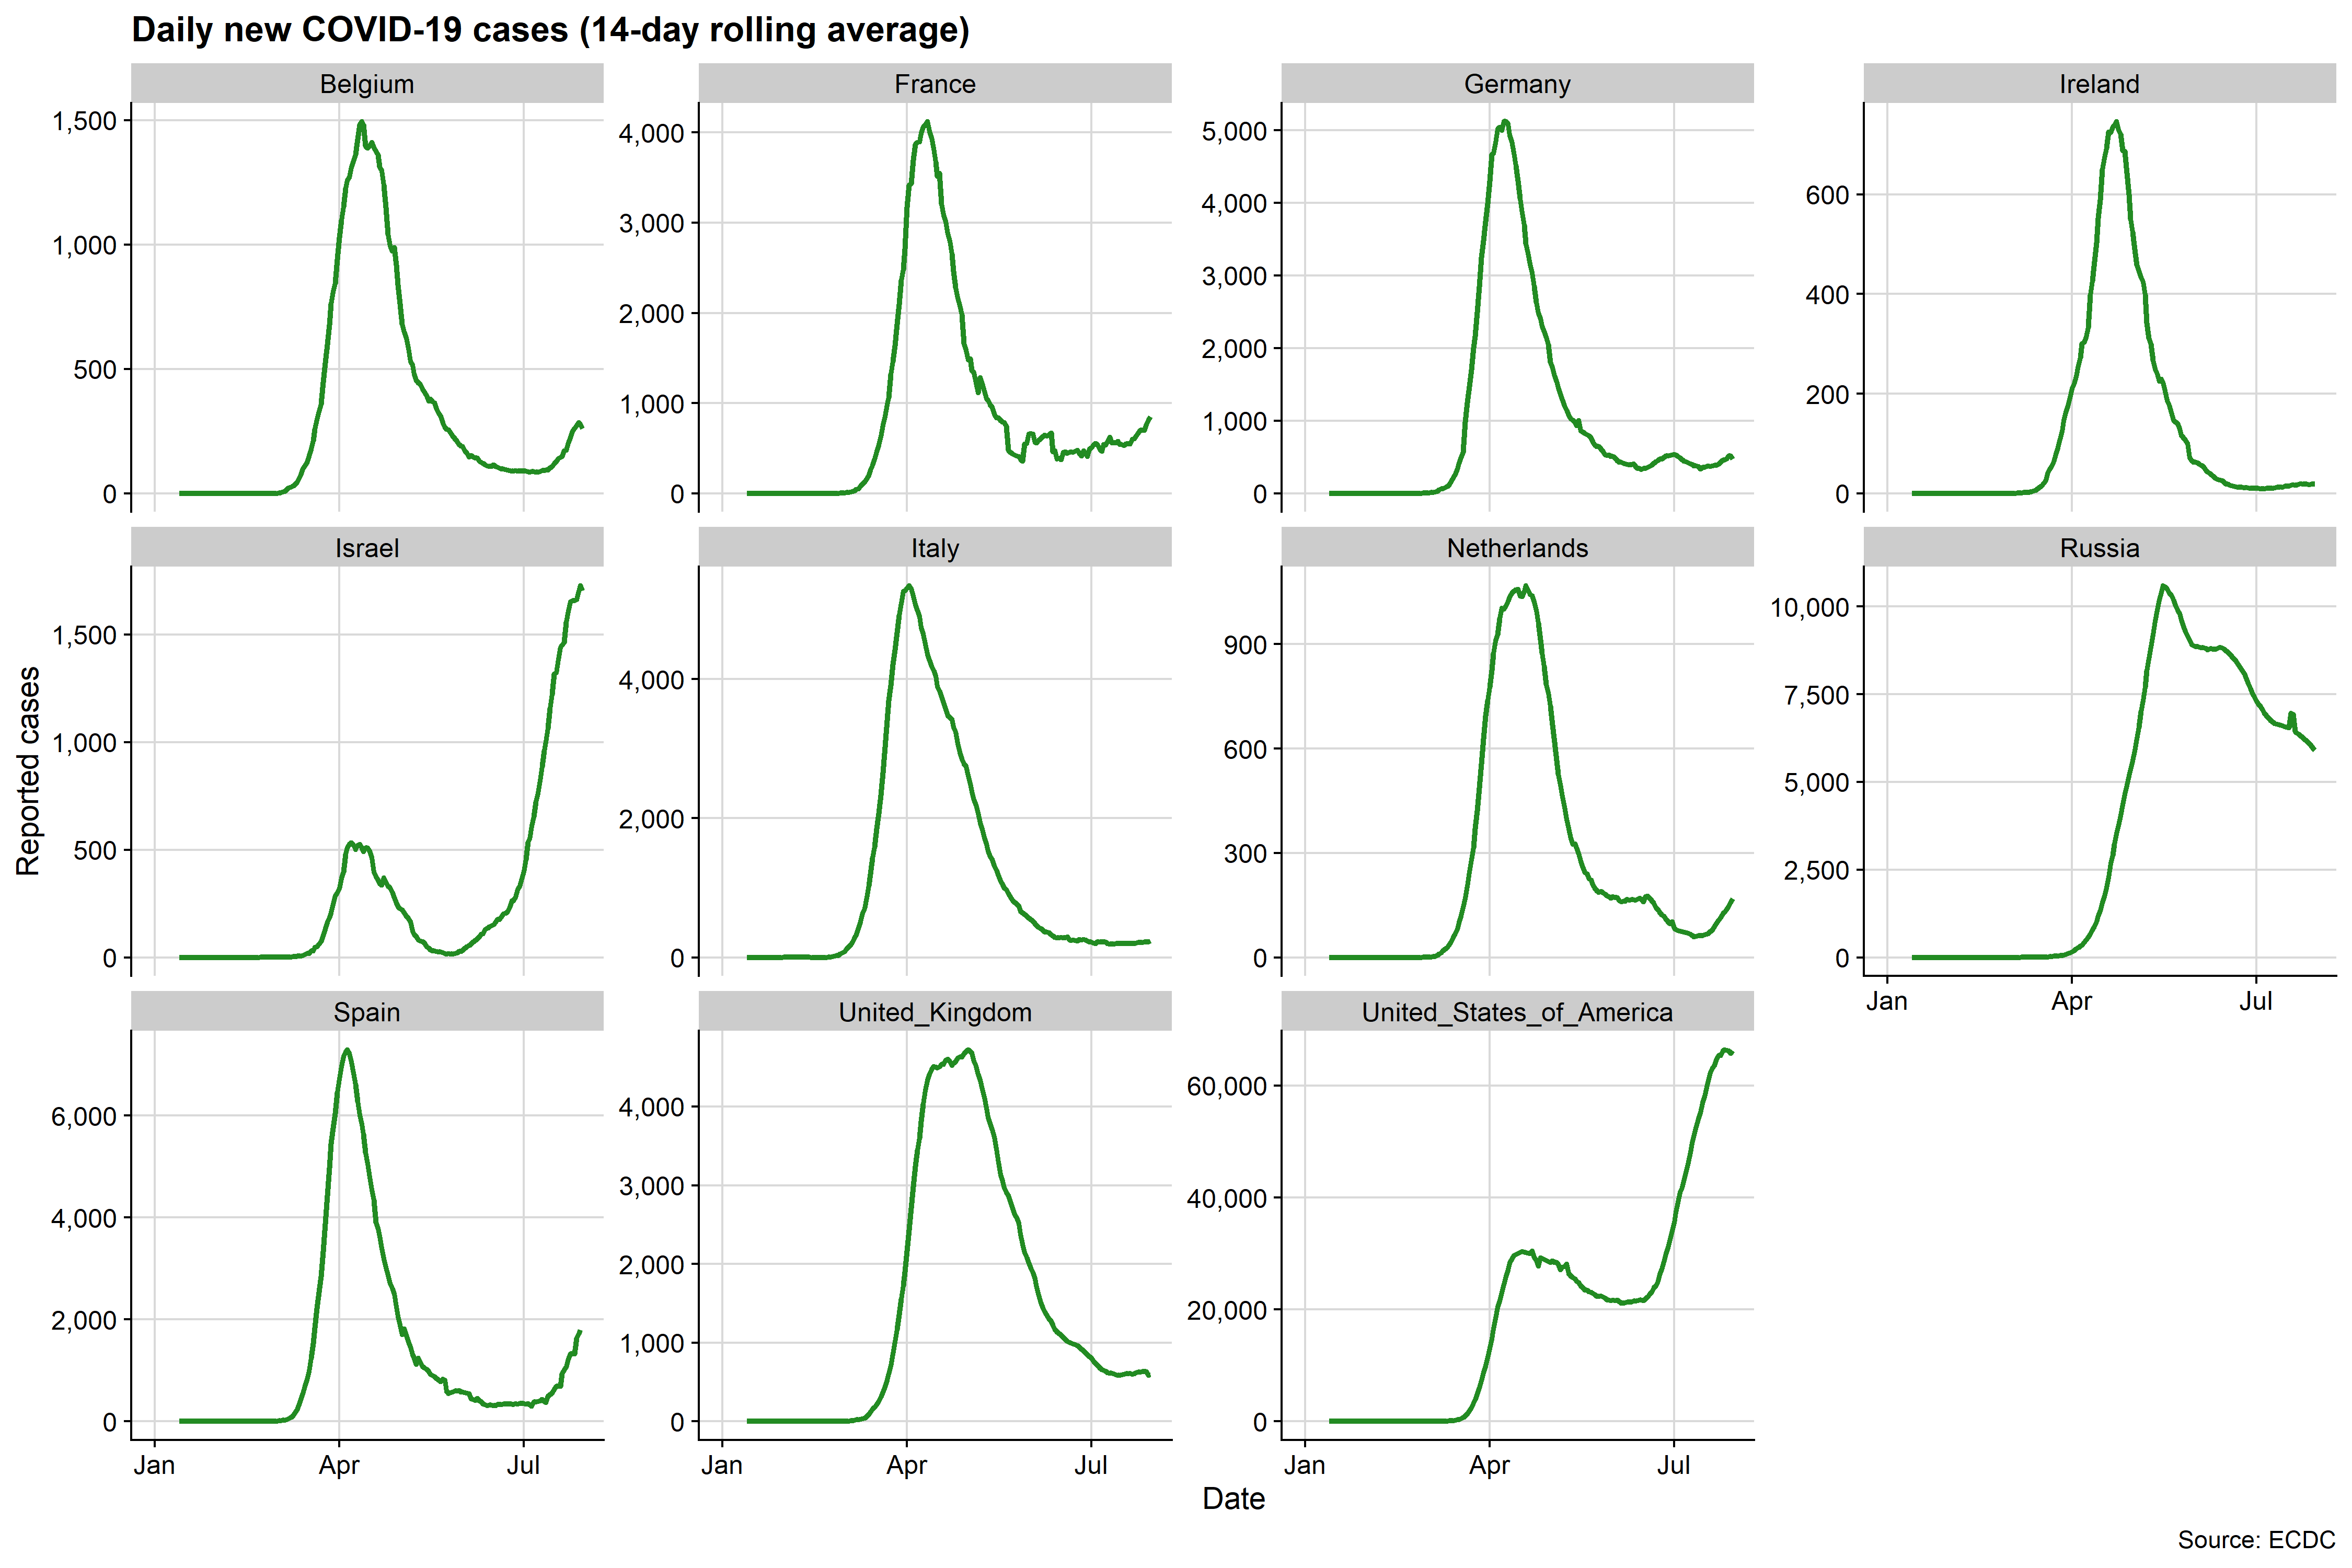 Daily new COVID-19 cases (14-day rolling average)
Belgium
France
Germany
Ireland
1,500
1,000
500
0
4,000
3,000
2,000
1,000
0
5,000
4,000
3,000
2,000
1,000
0
600
400
200
0
Israel
Italy
Netherlands
Russia
1,500
1,000
500
0
4,000
2,000
0
900
600
300
0
10,000
7,500
5,000
2,500
0
Jan Apr Jul
Reported cases
Spain
United_Kingdom
United_States_of_America
6,000
4,000
2,000
0
4,000
3,000
2,000
1,000
0
60,000
40,000
20,000
0
Jan Apr Jul
Jan Apr Jul
Jan Apr Jul
Date
Source: ECDC